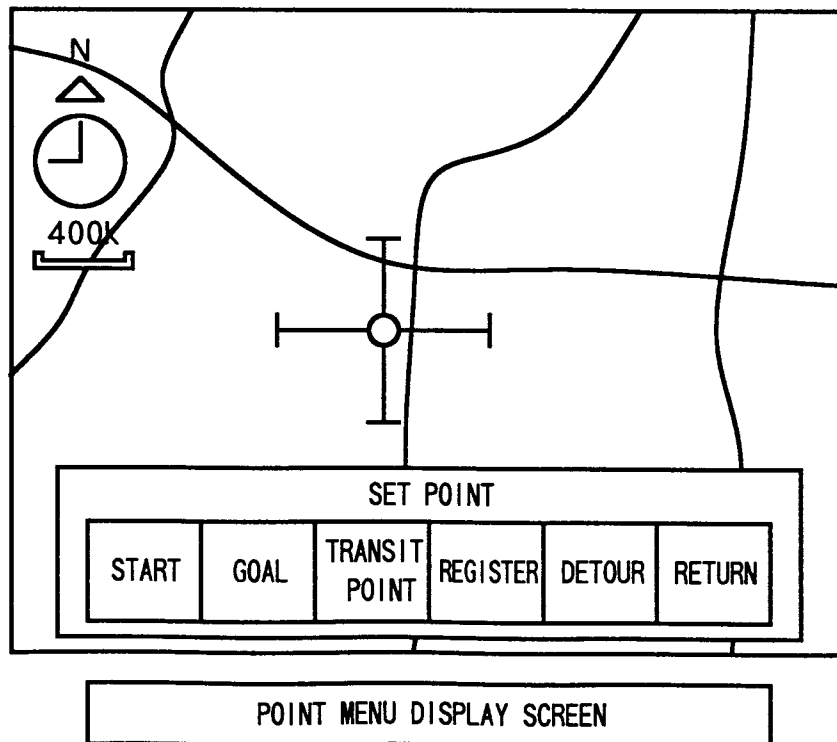 N
400k
SET POINT
START GOAL TRANSIT POINT REGISTER DETOUR RETURN
POINT MENU DISPLAY SCREEN